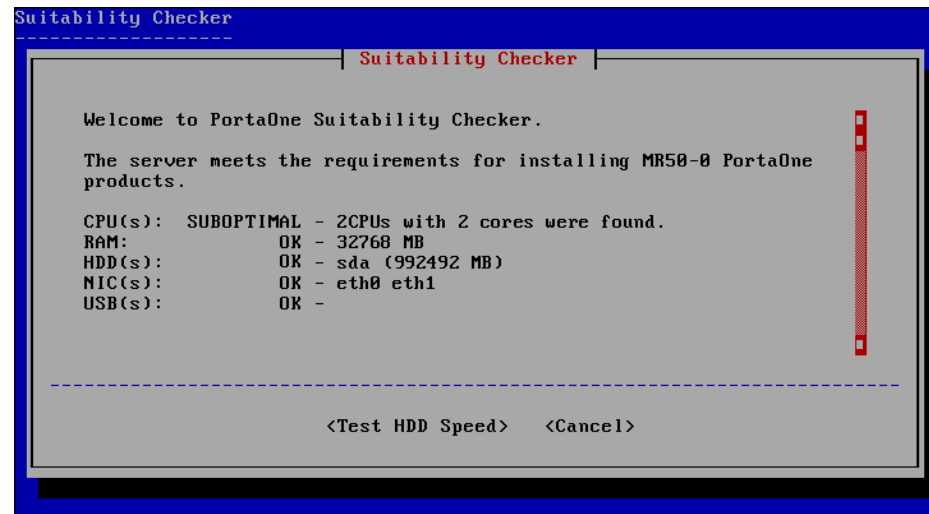 Suitability Checker
-------------------
Suitability Checker
Welcome to PortaOne Suitability Checker.
The server meets the requirements for installing MR50-0 PortaOne
products.
CPU(s): SUBOPTIMAL - 2CPUs with 2 cores were found.
RAM: OK - 32768 MB
HDD(s): OK - sda (992492 MB)
NIC(s): OK - eth0 eth1
USB(s): OK -
<Test HDD Speed> <Cancel>